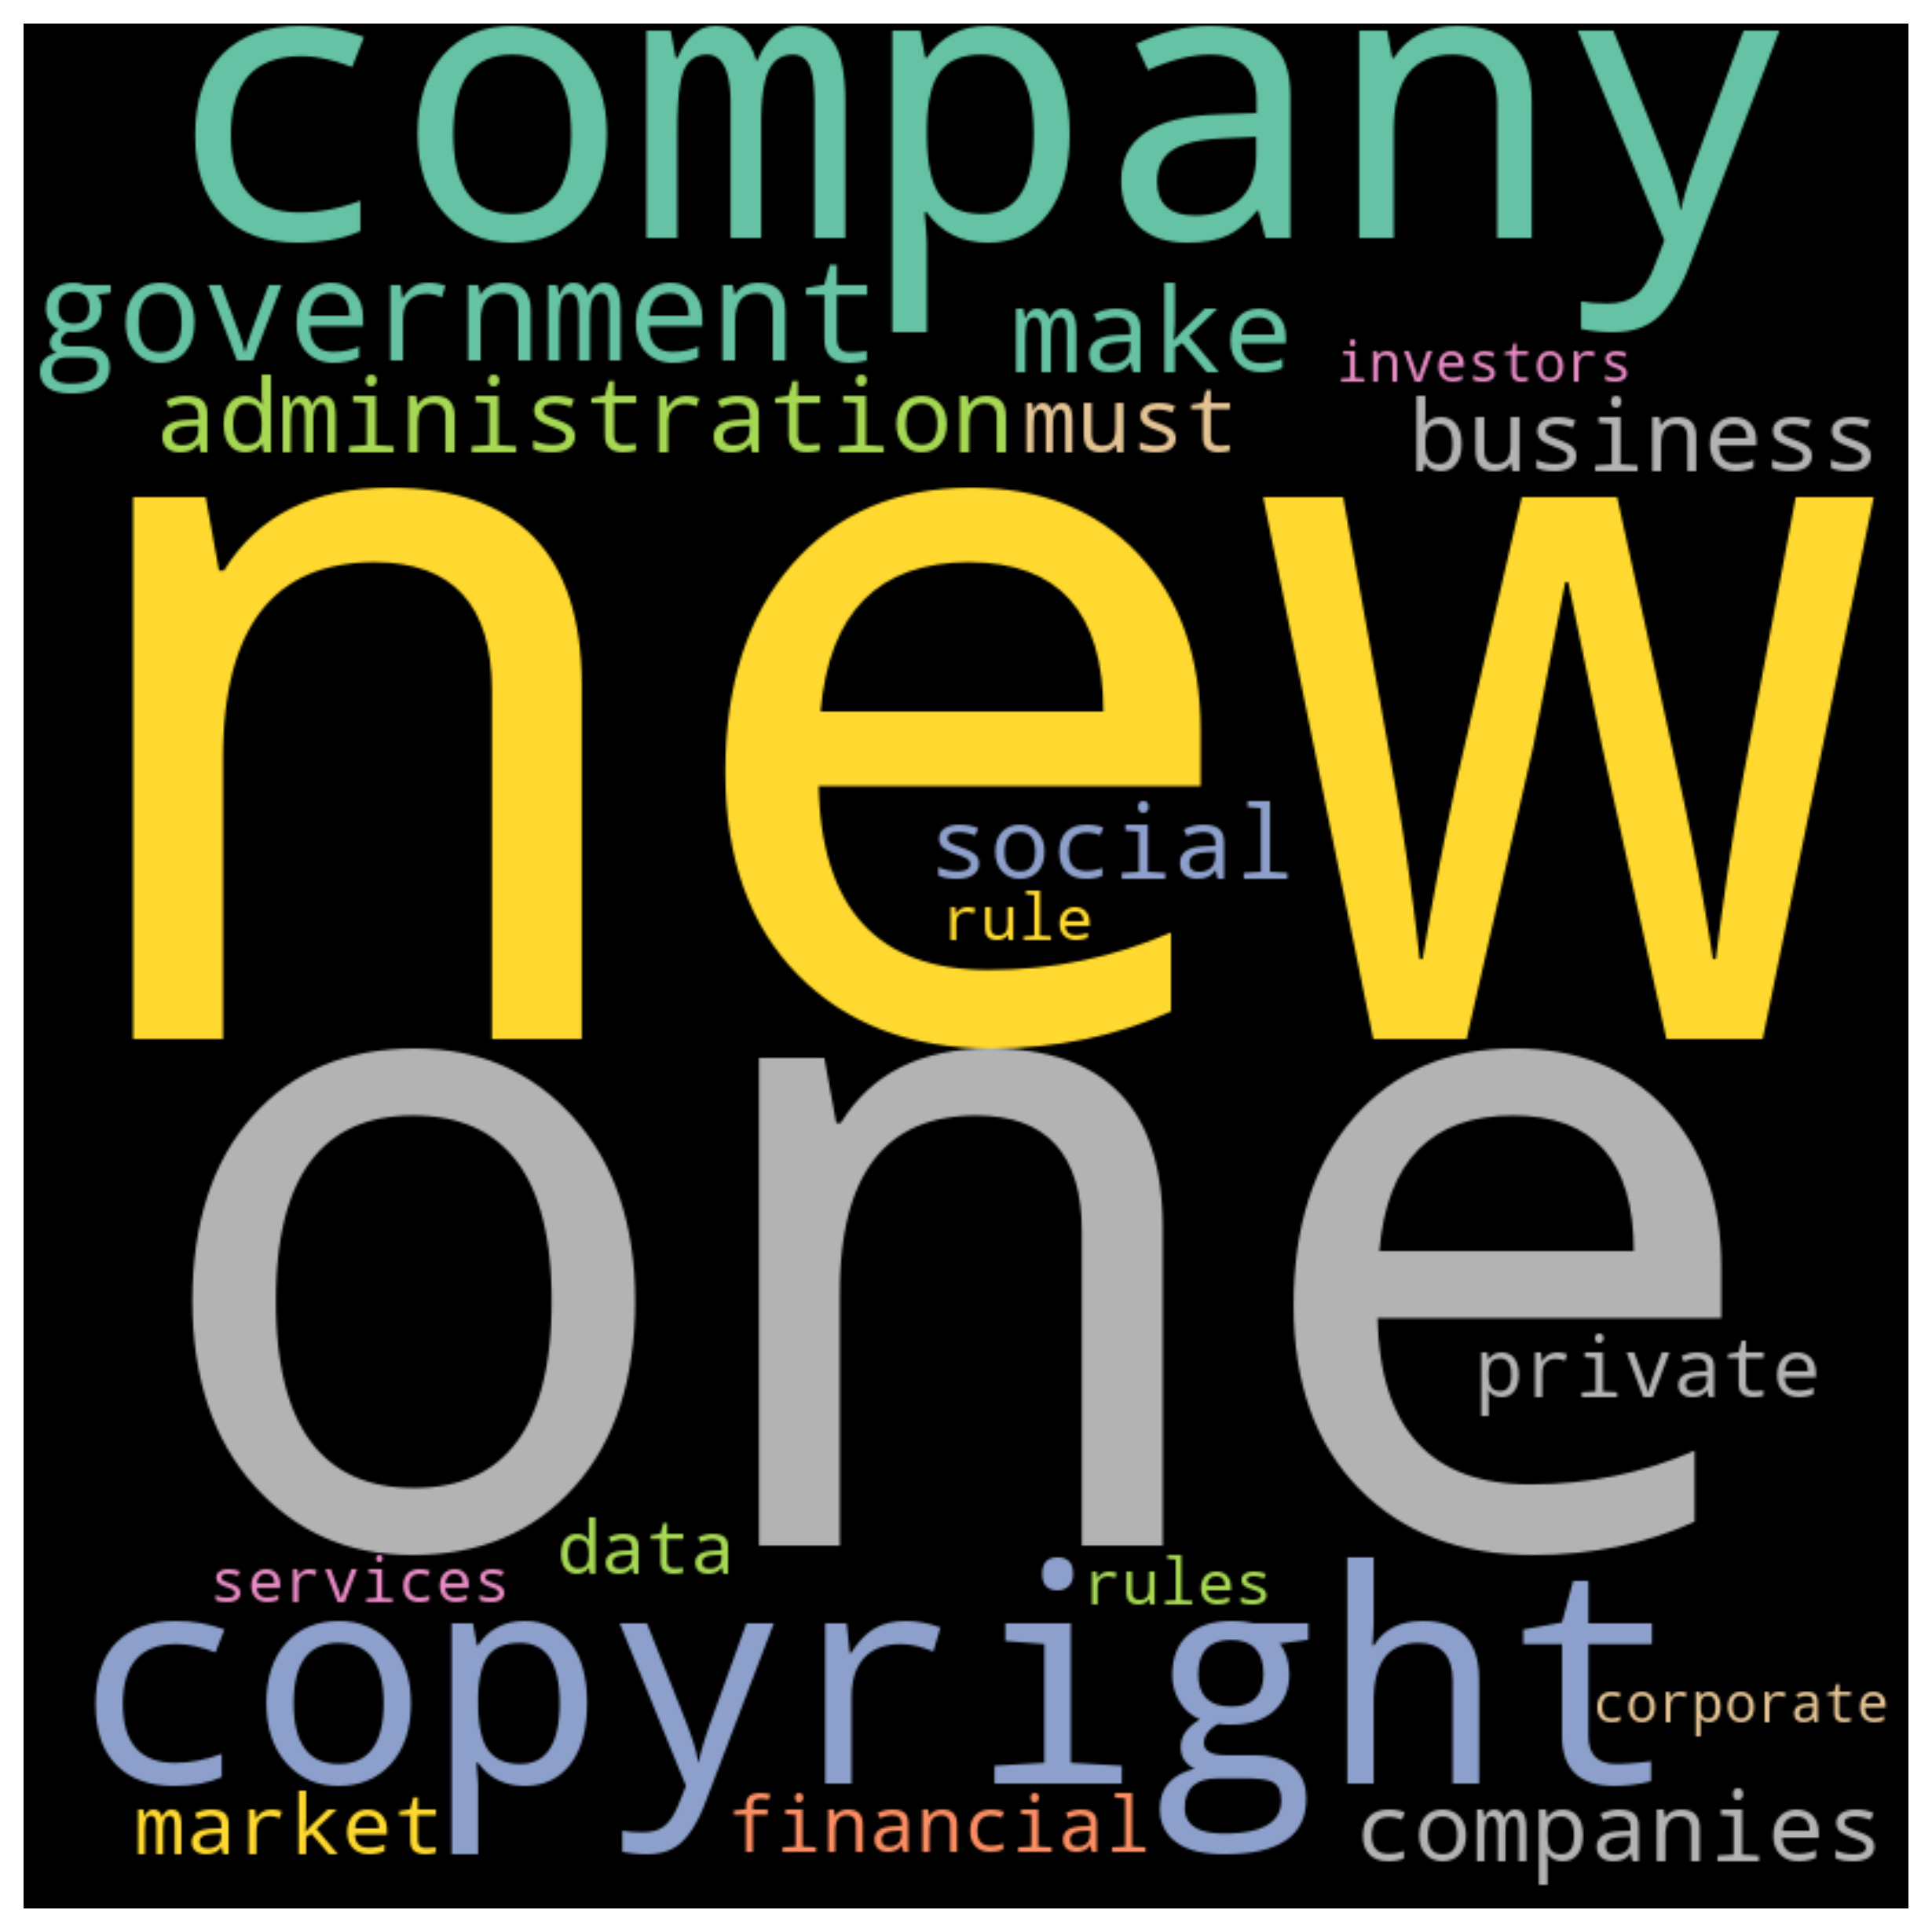 company
government make
investors
administration must business
new
social
rule
one
private
data
services rules
copyright
corporate
market financial companies